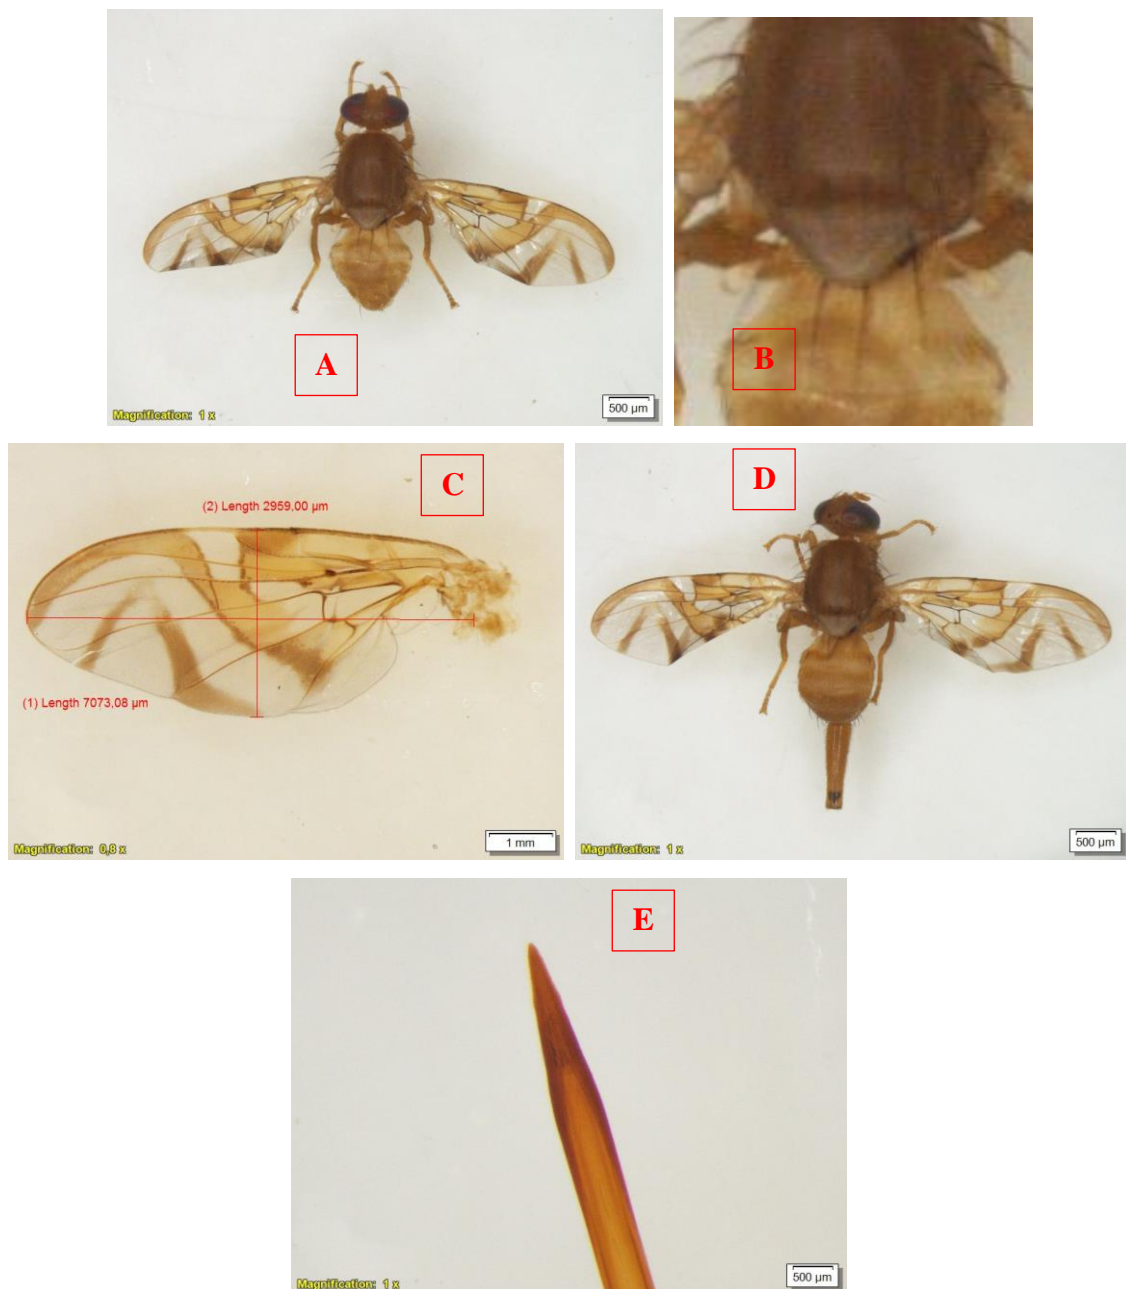 A
Magnification: 1 x
500 µm
B
C
(2) Length 2959,00 µm
(1) Length 7073,08 µm
Magnification: 0,8 x
1 mm
D
Magnification: 1 x
500 µm
E
Magnification: 1 x
500 µm